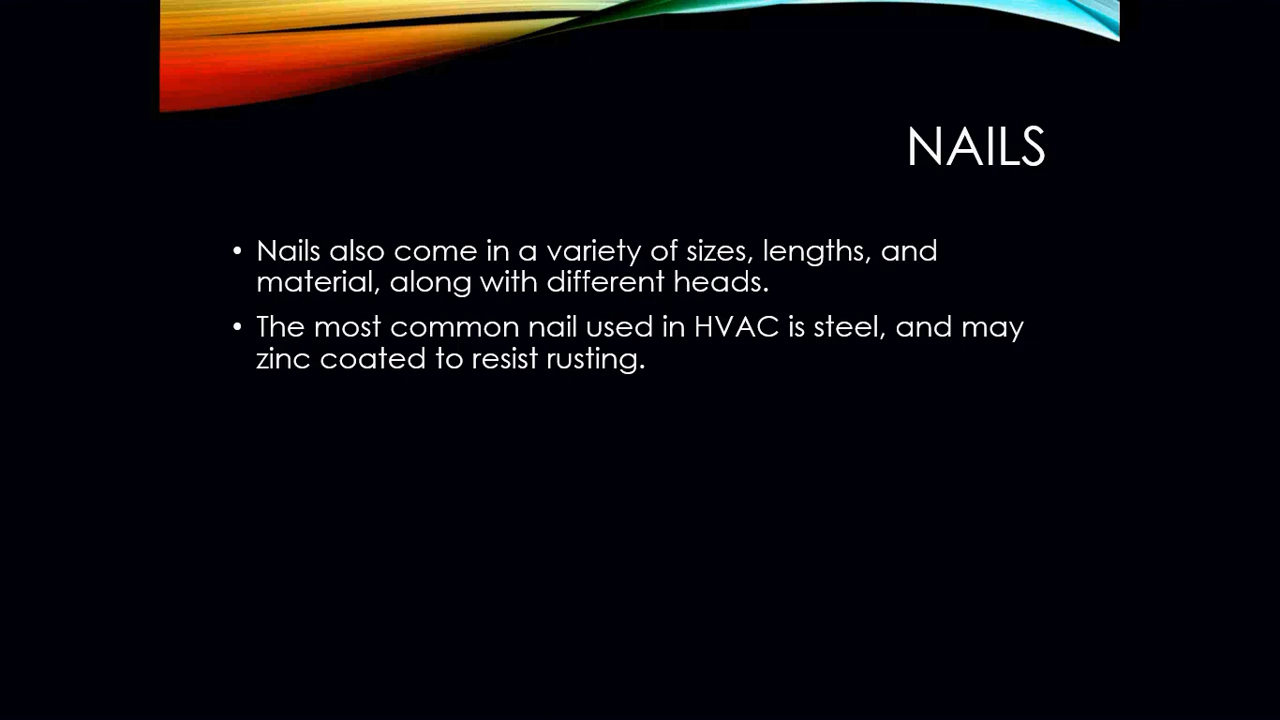 NAILS
• Nails also come in a variety of sizes, lengths, and
material, along with different heads.
• The most common nail used in HVAC is steel, and may
zinc coated to resist rusting.